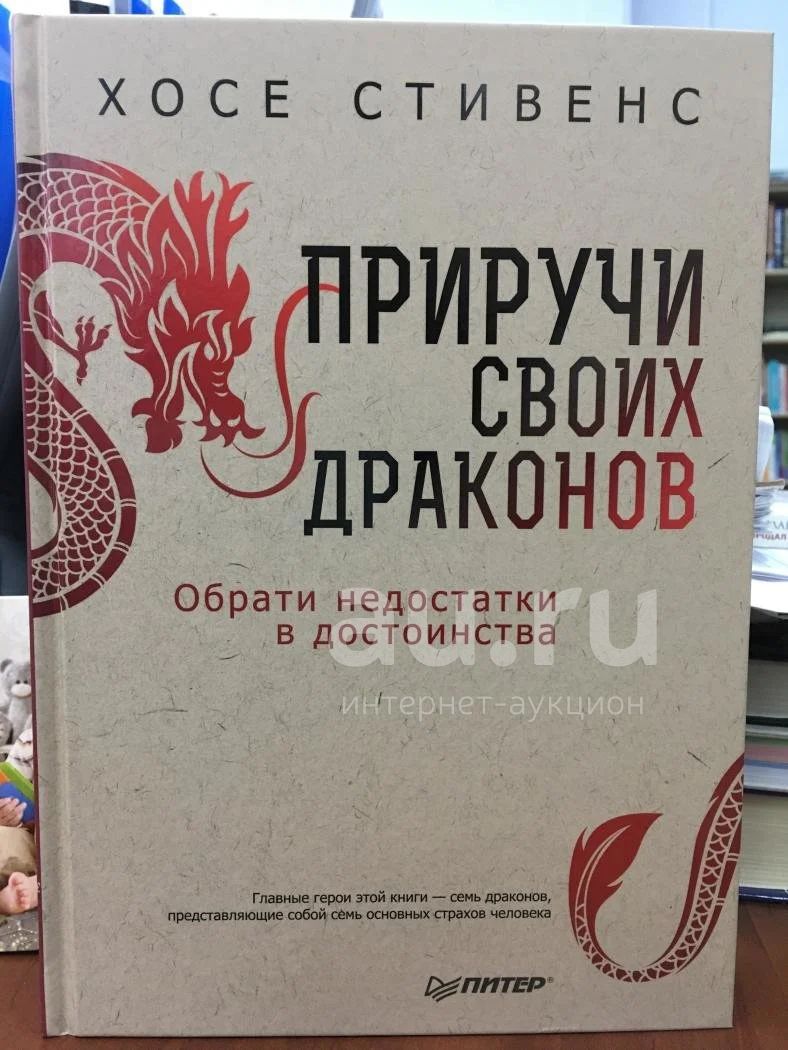 ХОСЕ СТИВЕНС
ПРИРУЧИ
СВОИХ
ДРАКОНОВ
Обрати недостатки
в достоинства
au.ru
интернет-аукцион
Главные герои этой книги — семь драконов,
представляющие собой семь основных страхов человека
ПИТЕР®